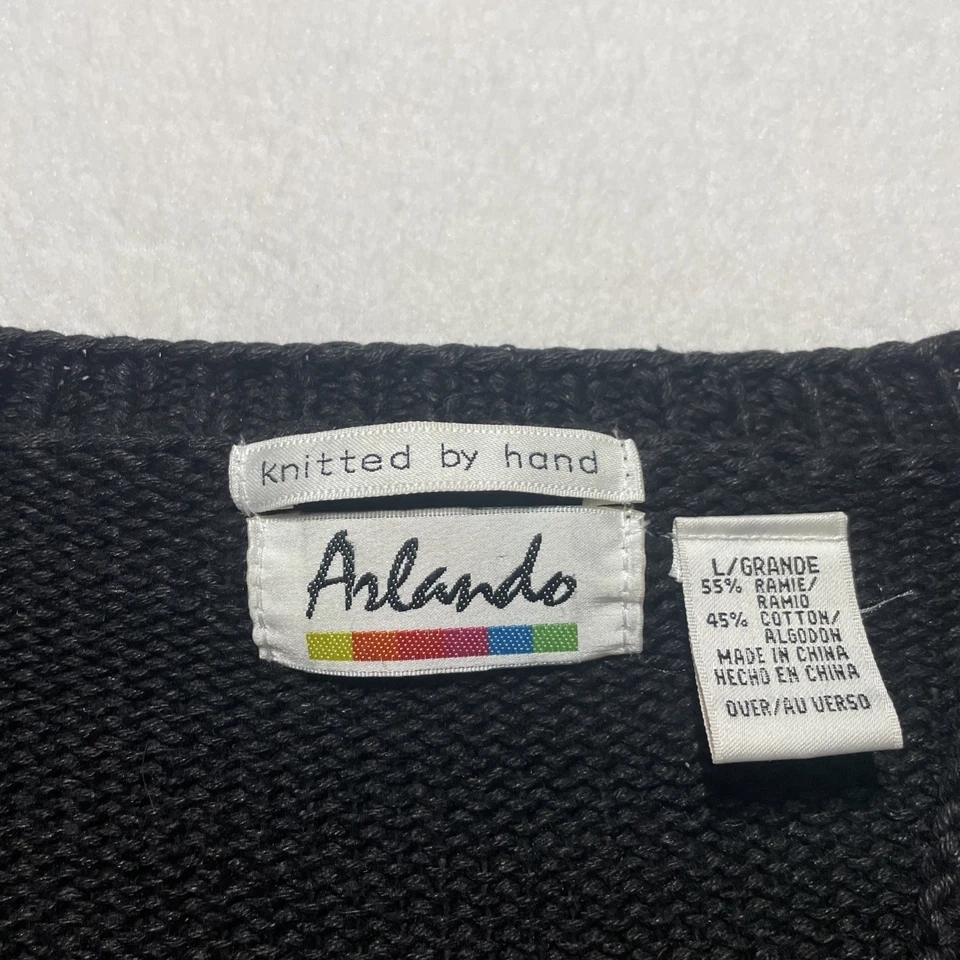 knitted by hand
Arlando
L/GRANDE
55% RAMIE/
RAMIO
45% COTTON/
ALGODON
MADE IN CHINA
HECHO EN CHINA
OVER/AU VERSO